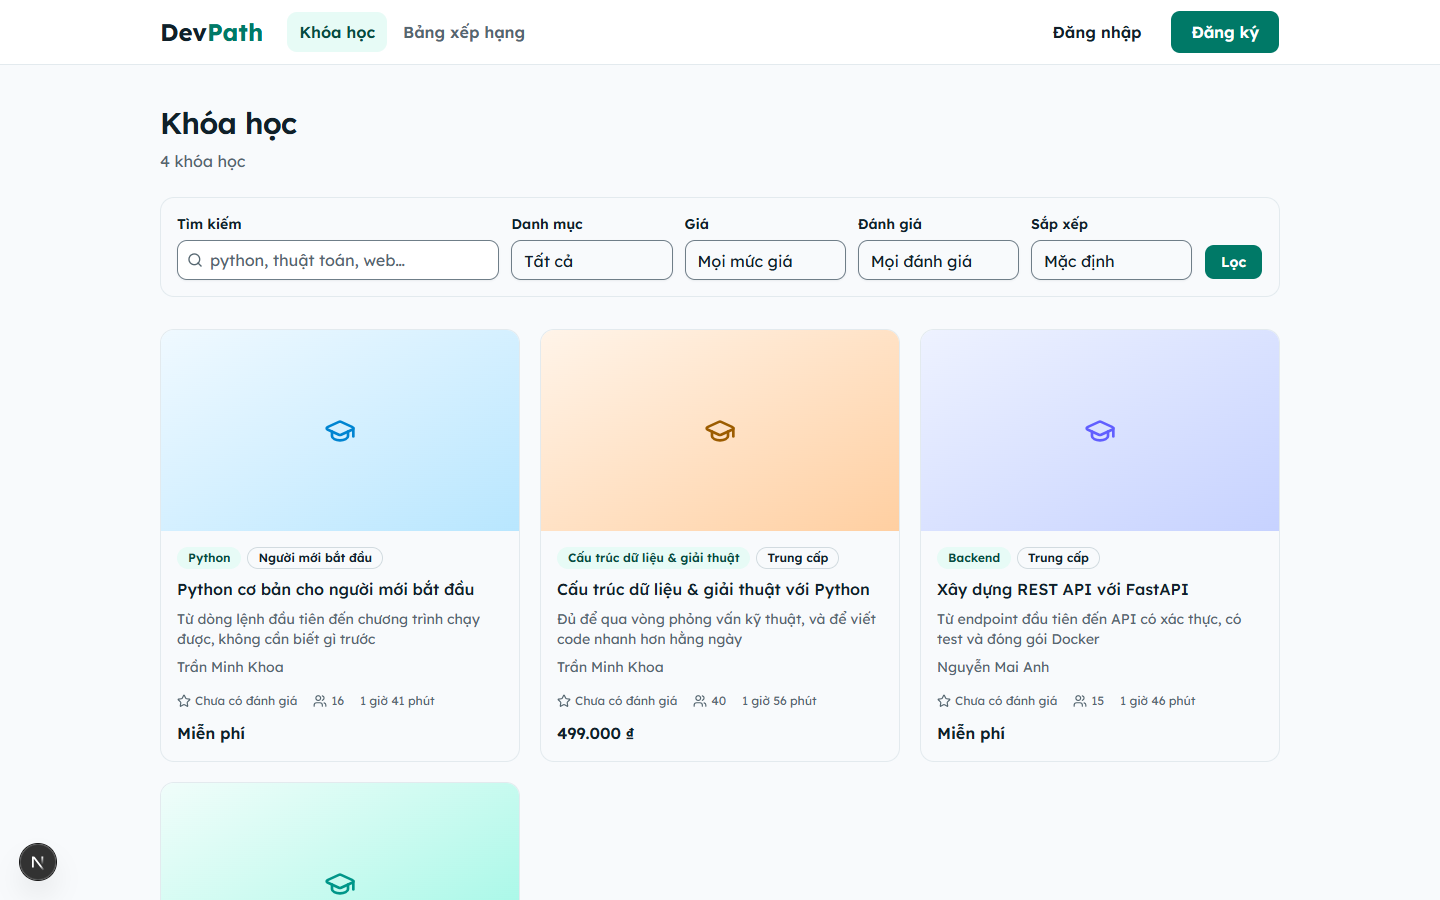 DevPath
Khóa học
Bảng xếp hạng
Đăng nhập
Đăng ký
Khóa học
4 khóa học
Tìm kiếm
Danh mục
Giá
Đánh giá
Sắp xếp
python, thuật toán, web...
Tất cả
Mọi mức giá
Mọi đánh giá
Mặc định
Lọc
Python
Người mới bắt đầu
Python cơ bản cho người mới bắt đầu
Từ dòng lệnh đầu tiên đến chương trình chạy
được, không cần biết gì trước
Trần Minh Khoa
Chưa có đánh giá
16
1 giờ 41 phút
Miễn phí
Cấu trúc dữ liệu & giải thuật
Trung cấp
Cấu trúc dữ liệu & giải thuật với Python
Đủ để qua vòng phỏng vấn kỹ thuật, và để viết
code nhanh hơn hằng ngày
Trần Minh Khoa
Chưa có đánh giá
40
1 giờ 56 phút
499.000 ₫
Backend
Trung cấp
Xây dựng REST API với FastAPI
Từ endpoint đầu tiên đến API có xác thực, có
test và đóng gói Docker
Nguyễn Mai Anh
Chưa có đánh giá
15
1 giờ 46 phút
Miễn phí
N